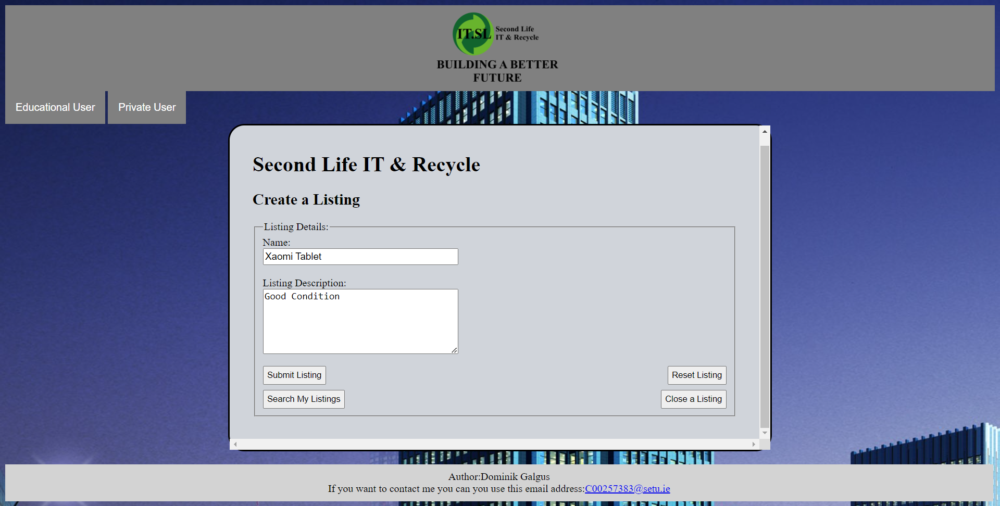 IT.SL
Second Life
IT & Recycle
BUILDING A BETTER
FUTURE
Educational User
Private User
Second Life IT & Recycle
Create a Listing
Listing Details:
Name:
Xaomi Tablet
Listing Description:
Good Condition
Submit Listing
Reset Listing
Search My Listings
Close a Listing
Author:Dominik Galgus
If you want to contact me you can you use this email address:C00257383@setu.ie